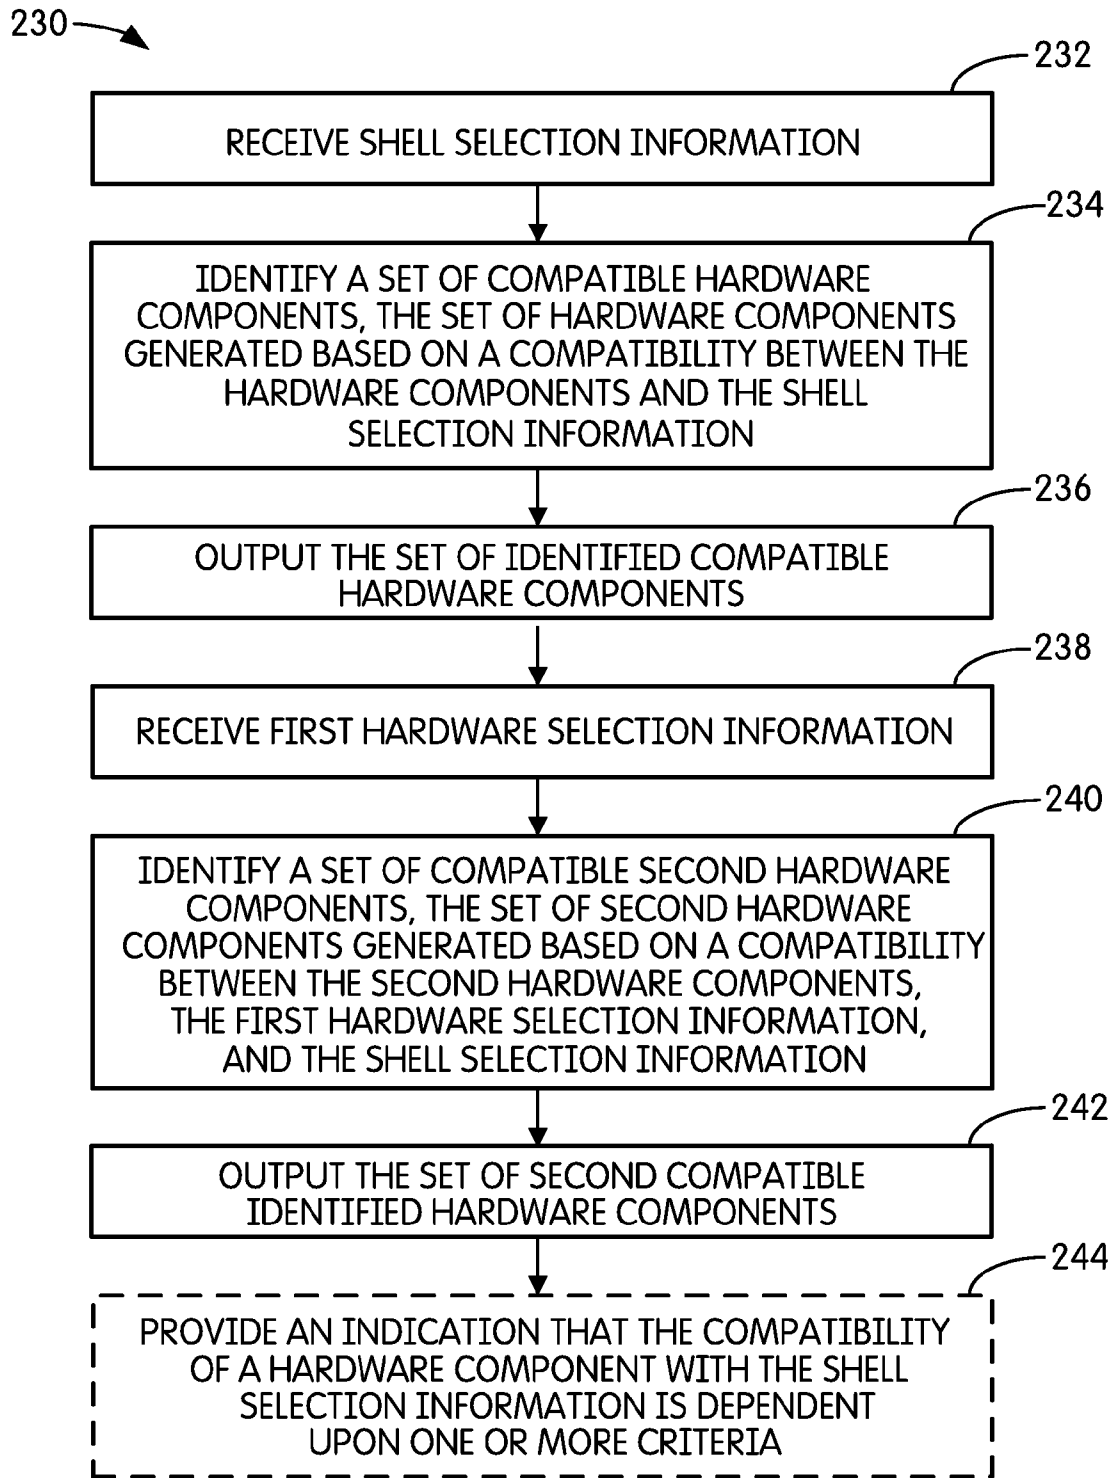 230
232
RECEIVE SHELL SELECTION INFORMATION
234
IDENTIFY A SET OF COMPATIBLE HARDWARE
COMPONENTS, THE SET OF HARDWARE COMPONENTS
GENERATED BASED ON A COMPATIBILITY BETWEEN THE
HARDWARE COMPONENTS AND THE SHELL
SELECTION INFORMATION
236
OUTPUT THE SET OF IDENTIFIED COMPATIBLE
HARDWARE COMPONENTS
238
RECEIVE FIRST HARDWARE SELECTION INFORMATION
240
IDENTIFY A SET OF COMPATIBLE SECOND HARDWARE
COMPONENTS, THE SET OF SECOND HARDWARE
COMPONENTS GENERATED BASED ON A COMPATIBILITY
BETWEEN THE SECOND HARDWARE COMPONENTS,
THE FIRST HARDWARE SELECTION INFORMATION,
AND THE SHELL SELECTION INFORMATION
242
OUTPUT THE SET OF SECOND COMPATIBLE
IDENTIFIED HARDWARE COMPONENTS
244
PROVIDE AN INDICATION THAT THE COMPATIBILITY
OF A HARDWARE COMPONENT WITH THE SHELL
SELECTION INFORMATION IS DEPENDENT
UPON ONE OR MORE CRITERIA